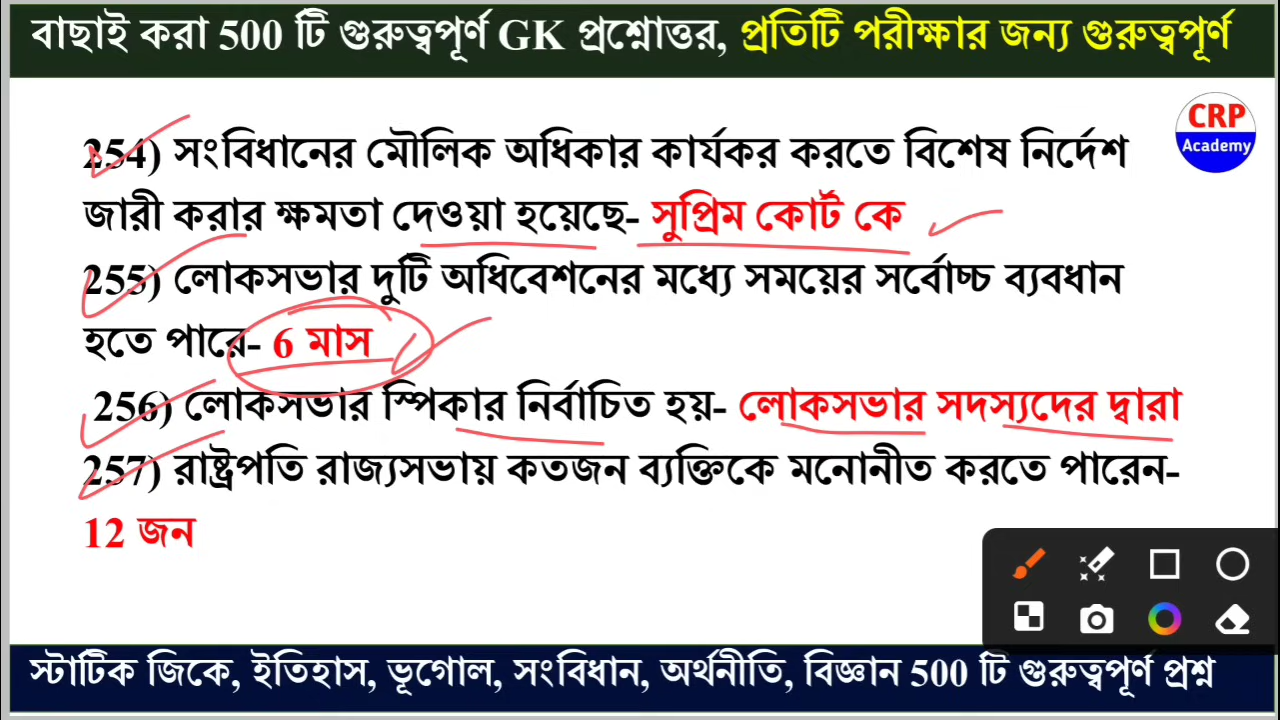 বাছাই করা 500 টি গুরুত্বপূর্ণ GK প্রশ্নোত্তর, প্রতিটি পরীক্ষার জন্য গুরুত্বপূর্ণ
CRP
Academy
254) সংবিধানের মৌলিক অধিকার কার্যকর করতে বিশেষ নির্দেশ
জারী করার ক্ষমতা দেওয়া হয়েছে- সুপ্রিম কোর্ট কে
255) লোকসভার দুটি অধিবেশনের মধ্যে সময়ের সর্বোচ্চ ব্যবধান
হতে পারে- 6 মাস
256) লোকসভার স্পিকার নির্বাচিত হয়- লোকসভার সদস্যদের দ্বারা
257) রাষ্ট্রপতি রাজ্যসভায় কতজন ব্যক্তিকে মনোনীত করতে পারেন-
12 জন
স্টাটিক জিকে, ইতিহাস, ভূগোল, সংবিধান, অর্থনীতি, বিজ্ঞান 500 টি গুরুত্বপূর্ণ প্রশ্ন